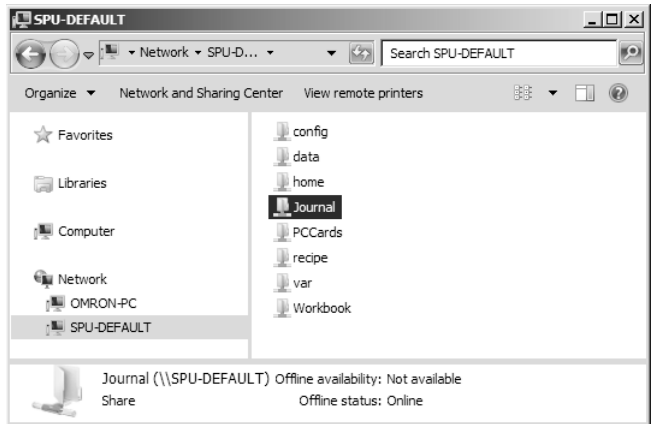 SPU-DEFAULT
Network SPU-D... Search SPU-DEFAULT
Organize Network and Sharing Center View remote printers
Favorites
Libraries
Computer
Network
OMRON-PC
SPU-DEFAULT
config
data
home
Journal
PCCards
recipe
var
Workbook
Journal (\\SPU-DEFAULT) Offline availability: Not available
Share Offline status: Online